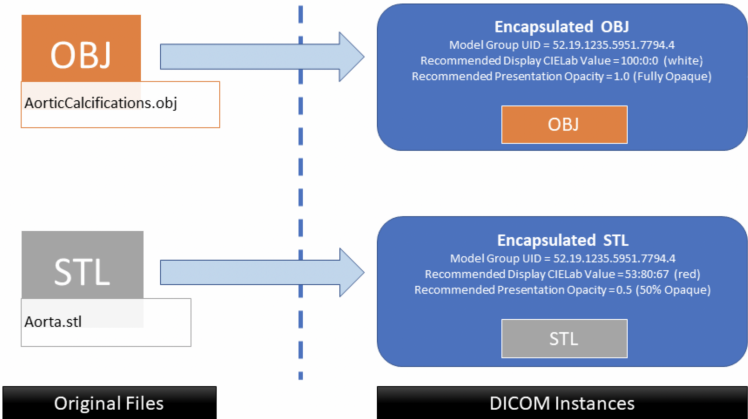 OBJ
AorticCalcifications.obj
Encapsulated OBJ
Model Group UID = 52.19.1235.5951.7794.4
Recommended Display CIELab Value =100:0:0 (white)
Recommended Presentation Opacity =1.0 (Fully Opaque)
OBJ
STL
Aorta.stl
Encapsulated STL
Model Group UID = 52.19.1235.5951.7794.4
Recommended Display CIELab Value =53:80:67 (red)
Recommended Presentation Opacity =0.5 (50% Opaque)
STL
Original Files
DICOM Instances